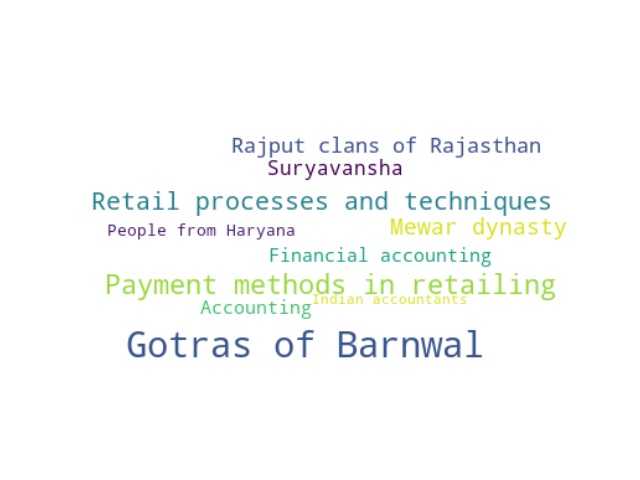 Rajput clans of Rajasthan
Suryavansha
Retail processes and techniques
People from Haryana
Mewar dynasty
Financial accounting
Payment methods in retailing
Indian accountants
Accounting
Gotras of Barnwal